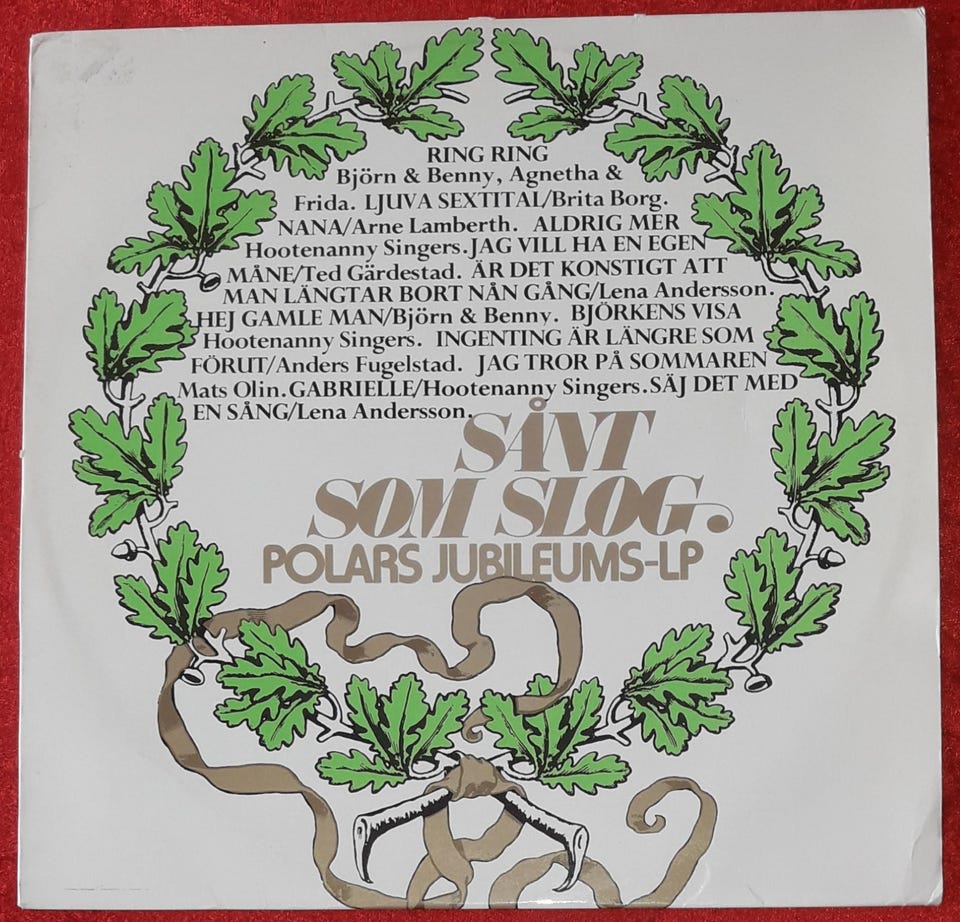 RING RING
Björn & Benny, Agnetha &
Frida. LJUVA SEXTITAL/Brita Borg.
NANA/Arne Lamberth. ALDRIG MER
Hootenanny Singers.JAG VILL HA EN EGEN
MÅNE/Ted Gärdestad. ÄR DET KONSTIGT ATT
MAN LÄNGTAR BORT NÅN GÅNG/Lena Andersson.
HEJ GAMLE MAN/Björn & Benny. BJÖRKENS VISA
Hootenanny Singers. INGENTING ÄR LÄNGRE SOM
FÖRUT/Anders Fugelstad. JAG TROR PÅ SOMMAREN
Mats Olin.GABRIELLE/Hootenanny Singers.SÄJ DET MED
EN SÅNG/Lena Andersson.
SÅNT
SOM SLOG.
POLARS JUBILEUMS-LP